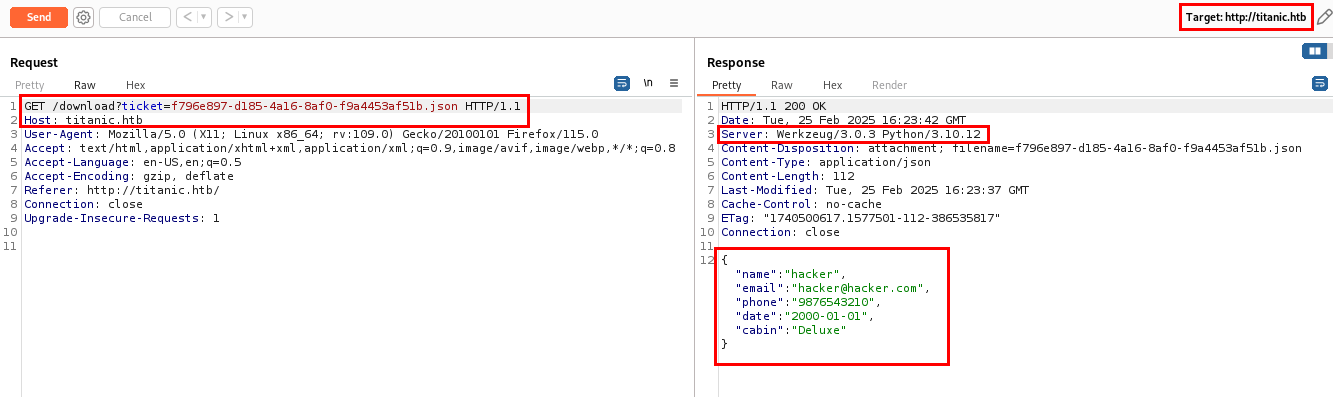 Send Cancel < > Target: http://titanic.htb
Request
Pretty Raw Hex \n
1 GET /download?ticket=f796e897-d185-4a16-8af0-f9a4453af51b.json HTTP/1.1
2 Host: titanic.htb
3 User-Agent: Mozilla/5.0 (X11; Linux x86_64; rv:109.0) Gecko/20100101 Firefox/115.0
4 Accept: text/html,application/xhtml+xml,application/xml;q=0.9,image/avif,image/webp,*/*;q=0.8
5 Accept-Language: en-US,en;q=0.5
6 Accept-Encoding: gzip, deflate
7 Referer: http://titanic.htb/
8 Connection: close
9 Upgrade-Insecure-Requests: 1
10
11
Response
Pretty Raw Hex Render
1 HTTP/1.1 200 OK
2 Date: Tue, 25 Feb 2025 16:23:42 GMT
3 Server: Werkzeug/3.0.3 Python/3.10.12
4 Content-Disposition: attachment; filename=f796e897-d185-4a16-8af0-f9a4453af51b.json
5 Content-Type: application/json
6 Content-Length: 112
7 Last-Modified: Tue, 25 Feb 2025 16:23:37 GMT
8 Cache-Control: no-cache
9 ETag: "1740500617.1577501-112-386535817"
10 Connection: close
11
12 {
"name":"hacker",
"email":"hacker@hacker.com",
"phone":"9876543210",
"date":"2000-01-01",
"cabin":"Deluxe"
}